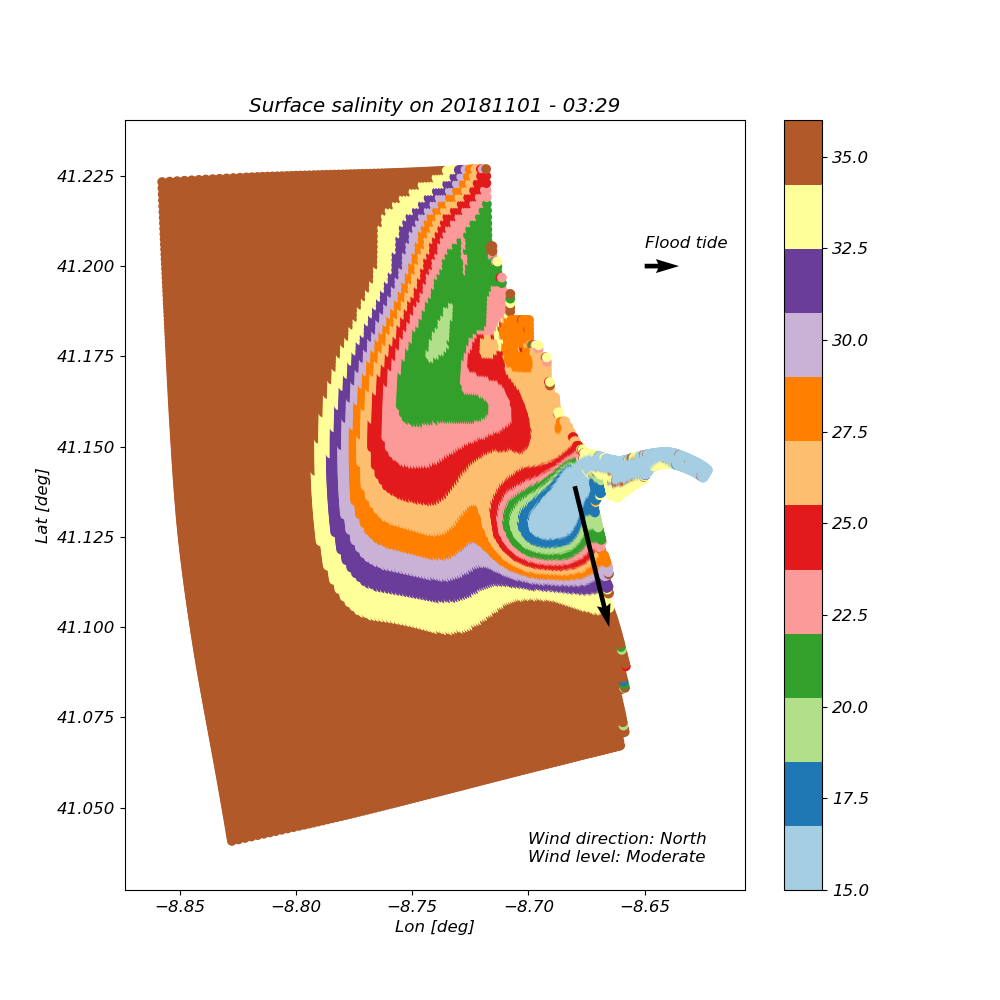 Surface salinity on 20181101 - 03:29
41.225
41.200
41.175
41.150
41.125
41.100
41.075
41.050
Lat [deg]
Flood tide
Wind direction: North
Wind level: Moderate
−8.85 −8.80 −8.75 −8.70 −8.65
Lon [deg]
35.0
32.5
30.0
27.5
25.0
22.5
20.0
17.5
15.0